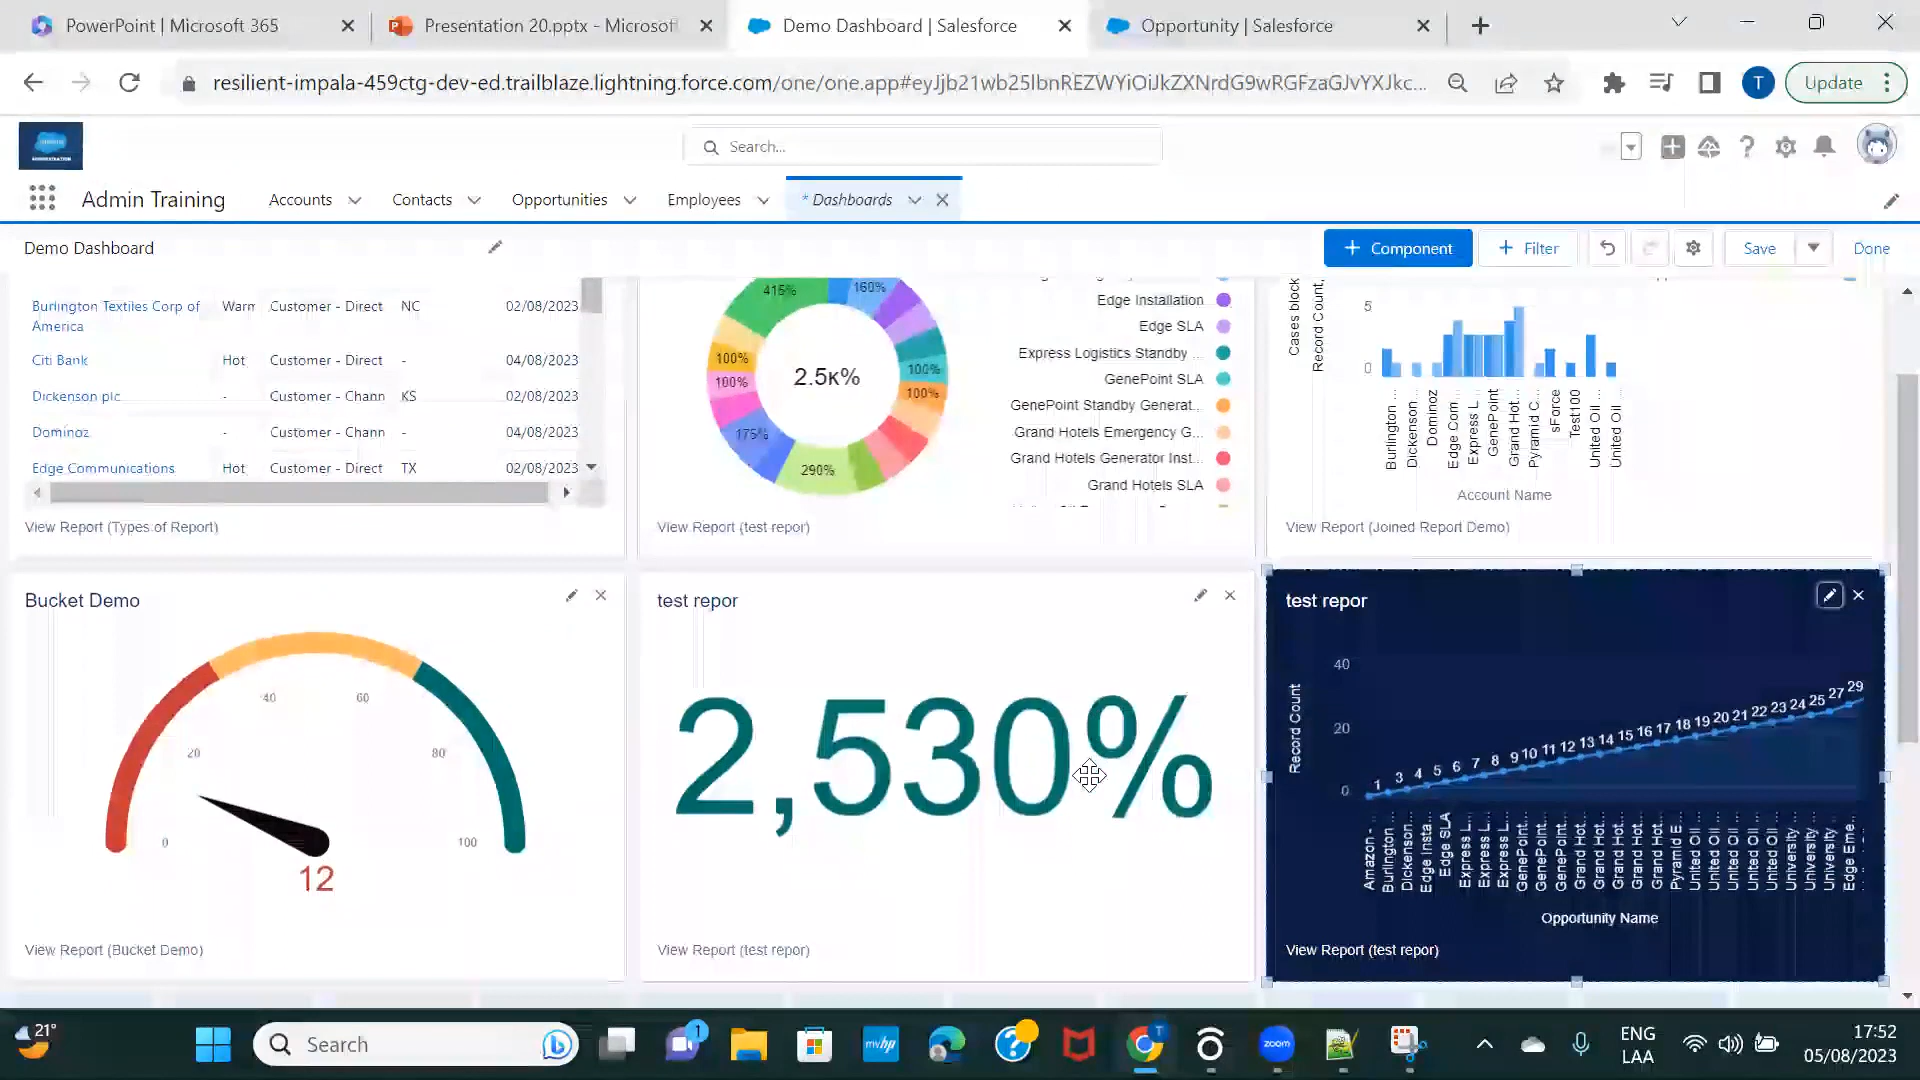 PowerPoint | Microsoft 365
Presentation 20.pptx - Microsof
Demo Dashboard | Salesforce
Opportunity | Salesforce
resilient-impala-459ctg-dev-ed.trailblaze.lightning.force.com/one/one.app#eyJjb21wb25lbnREZWYiOiJkZXNrdG9wRGFzaGJvYXJkc...
T
Update
Search...
Admin Training
Accounts
Contacts
Opportunities
Employees
* Dashboards
Demo Dashboard
Component
Filter
Save
Done
Burlington Textiles Corp of America Warm Customer - Direct NC 02/08/2023
Citi Bank Hot Customer - Direct - 04/08/2023
Dickenson plc - Customer - Chann KS 02/08/2023
Dominoz - Customer - Chann - 04/08/2023
Edge Communications Hot Customer - Direct TX 02/08/2023
View Report (Types of Report)
415%
160%
100%
100%
100%
100%
175%
290%
2.5K%
Edge Installation
Edge SLA
Express Logistics Standby ...
GenePoint SLA
GenePoint Standby Generat...
Grand Hotels Emergency G...
Grand Hotels Generator Inst...
Grand Hotels SLA
View Report (test repor)
Cases block
Record Count,
5
0
Burlington ...
Dickenson...
Dominoz
Edge Com...
Express L...
GenePoint
Grand Hot...
Pyramid C...
sForce
Test100
United Oil ...
United Oil ...
Account Name
View Report (Joined Report Demo)
Bucket Demo
0
20
40
60
80
100
12
View Report (Bucket Demo)
test repor
2,530%
View Report (test repor)
test repor
Record Count
40
20
0
1 3 4 5 6 7 8 9 10 11 12 13 14 15 16 17 18 19 20 21 22 23 24 25 27 29
Amazon - ...
Burlington ...
Dickenson...
Edge Insta...
Edge SLA
Express L...
Express L...
Express L...
GenePoint...
GenePoint...
GenePoint...
Grand Hot...
Grand Hot...
Grand Hot...
Grand Hot...
Grand Hot...
Pyramid E...
United Oil ...
United Oil ...
United Oil ...
United Oil ...
United Oil ...
University ...
University ...
University ...
Edge Eme...
Opportunity Name
View Report (test repor)
21°
Search
1
myhp
zoom
T
ENG
LAA
17:52
05/08/2023